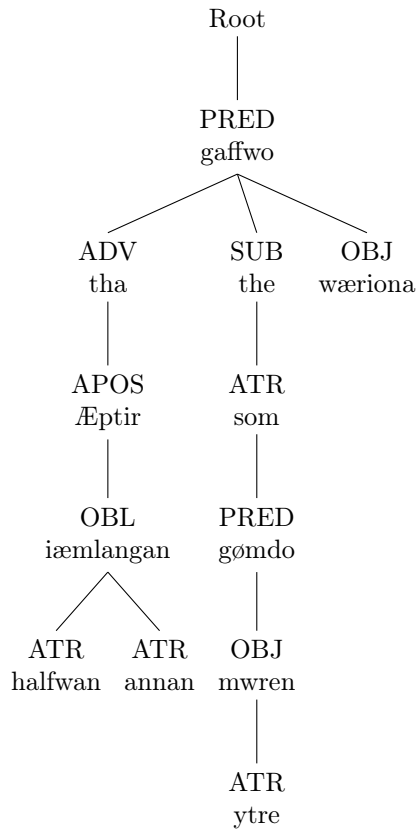 Root
PRED
gaffwo
ADV SUB OBJ
tha the wæriona
APOS ATR
Æptir som
OBL PRED
iæmlangan gømdo
ATR ATR OBJ
halfwan annan mwren
ATR
ytre